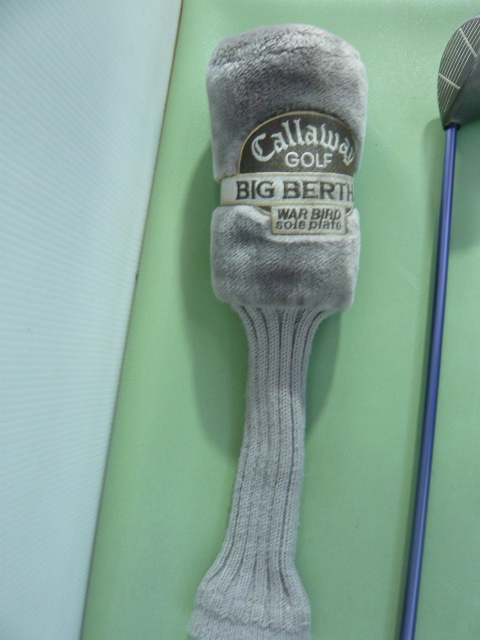 Callaway
GOLF
BIG BERTH
WAR BIRD
sole plate